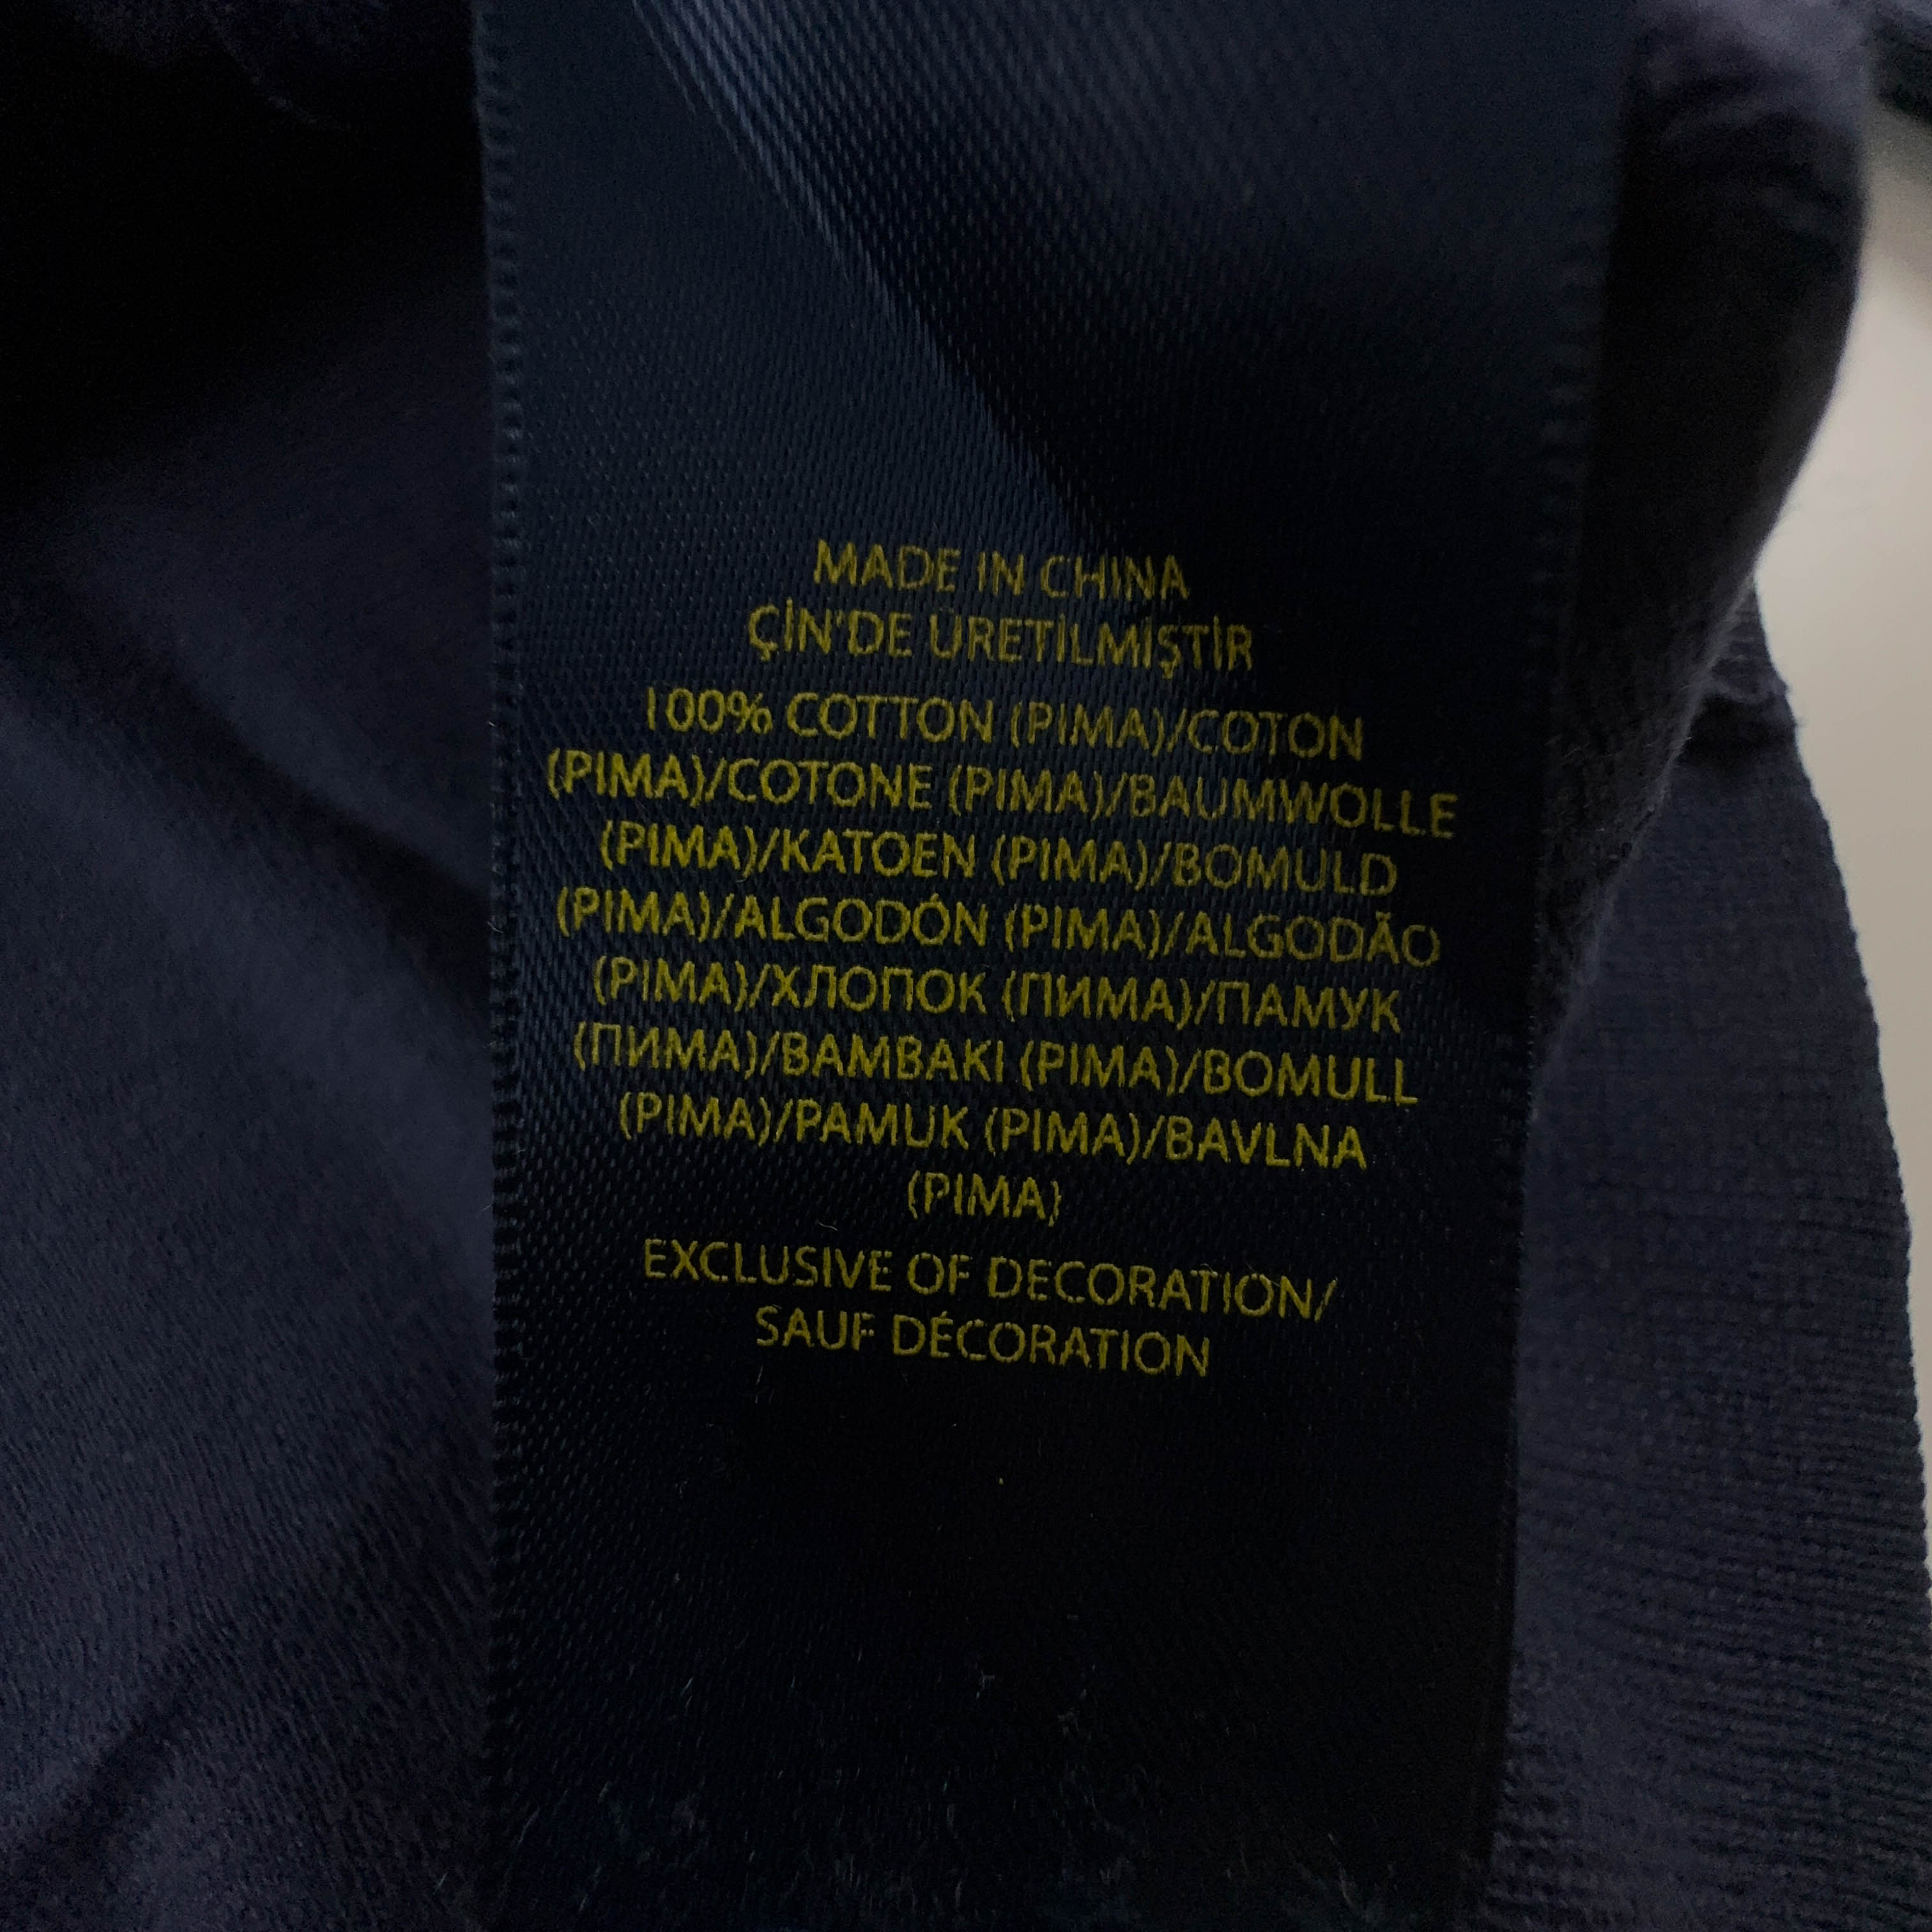 MADE IN CHINA
ÇİN'DE ÜRETİLMİŞTİR
100% COTTON (PIMA)/COTON
(PIMA)/COTONE (PIMA)/BAUMWOLLE
(PIMA)/KATOEN (PIMA)/BOMULD
(PIMA)/ALGODÓN (PIMA)/ALGODÃO
(PIMA)/ХЛОПОК (ПИМА)/ПАМУК
(ПИМА)/BAMBAKI (PIMA)/BOMULL
(PIMA)/PAMUK (PIMA)/BAVLNA
(PIMA)
EXCLUSIVE OF DECORATION/
SAUF DÉCORATION